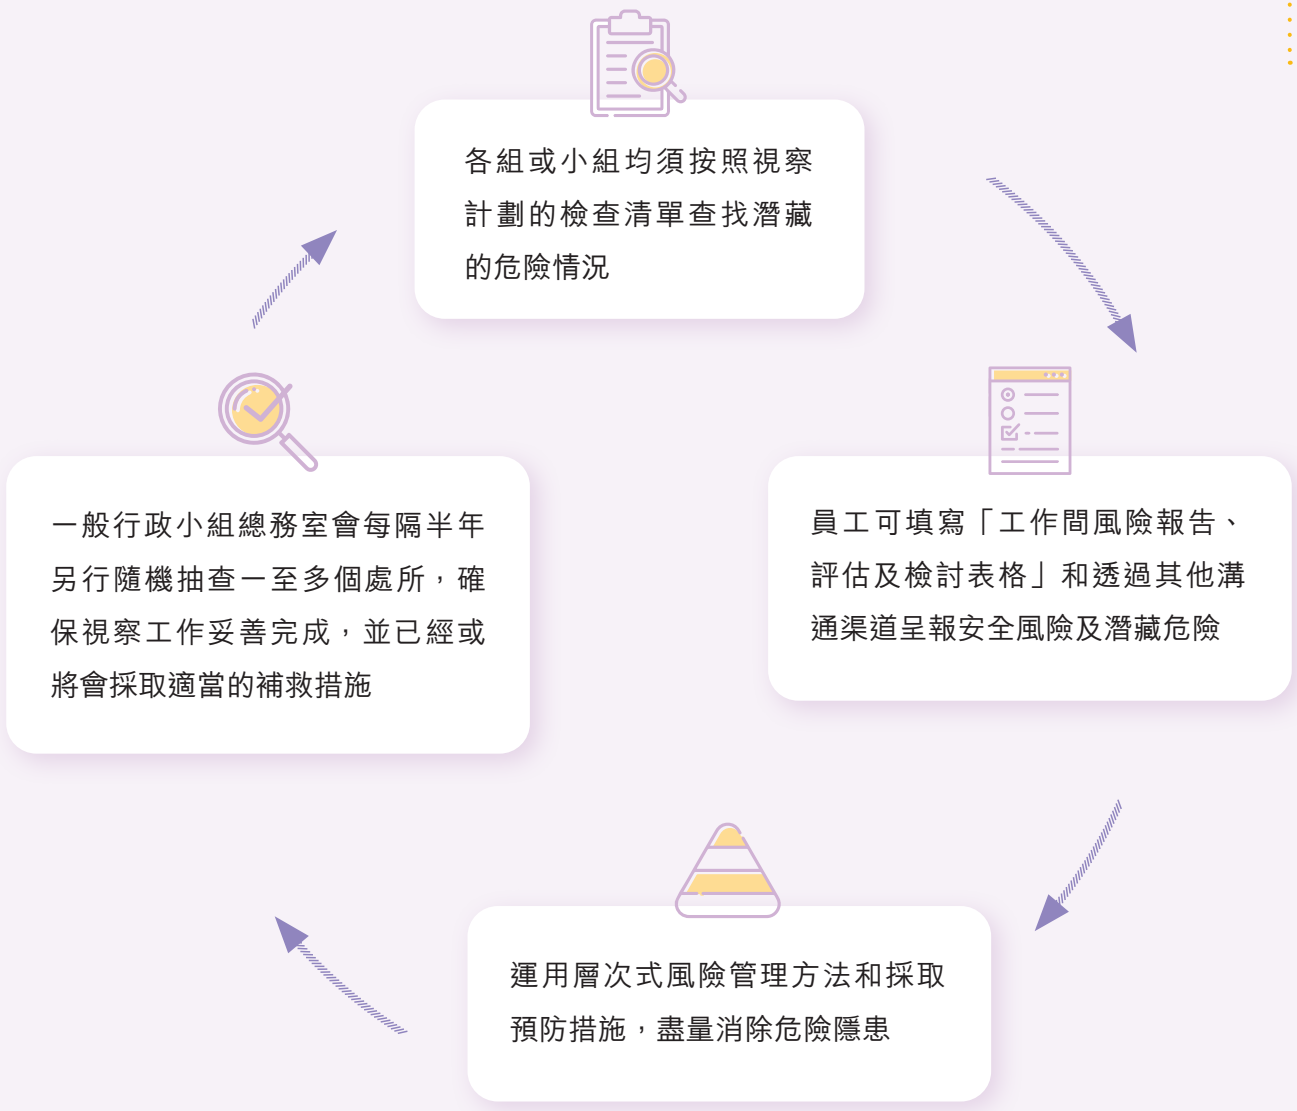 各組或小組均須按照視察
計劃的檢查清單查找潛藏
的危險情況
員工可填寫「工作間風險報告、
評估及檢討表格」和透過其他溝
通渠道呈報安全風險及潛藏危險
運用層次式風險管理方法和採取
預防措施，盡量消除危險隱患
一般行政小組總務室會每隔半年
另行隨機抽查一至多個處所，確
保視察工作妥善完成，並已經或
將會採取適當的補救措施